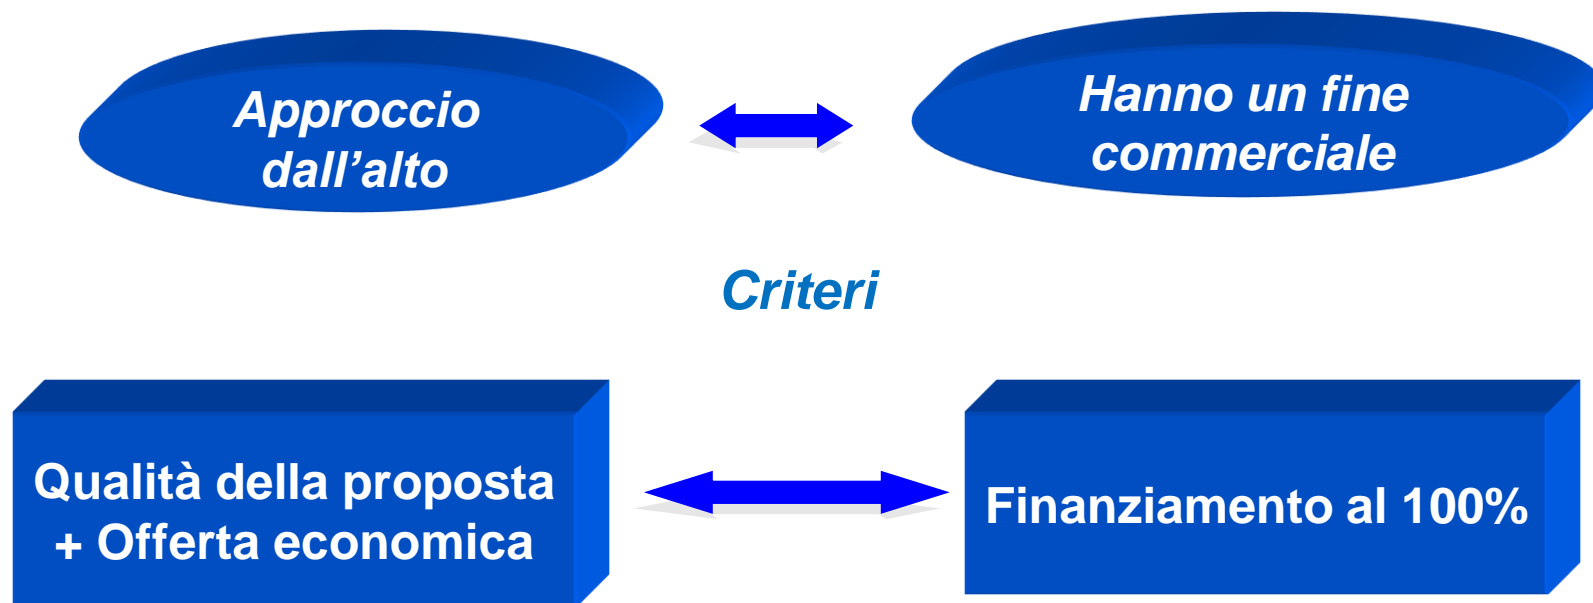 Approccio
dall’alto
Hanno un fine
commerciale
Criteri
Qualità della proposta
+ Offerta economica
Finanziamento al 100%